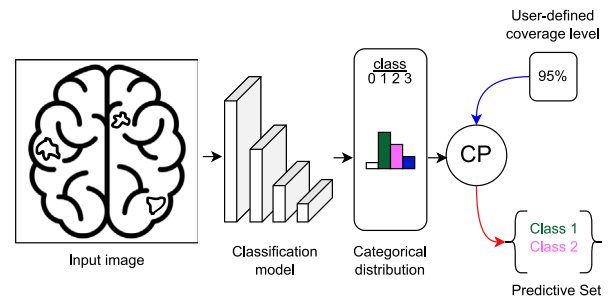 User-defined
coverage level
95%
class
0 1 2 3
CP
Class 1
Class 2
Input image
Classification
model
Categorical
distribution
Predictive Set